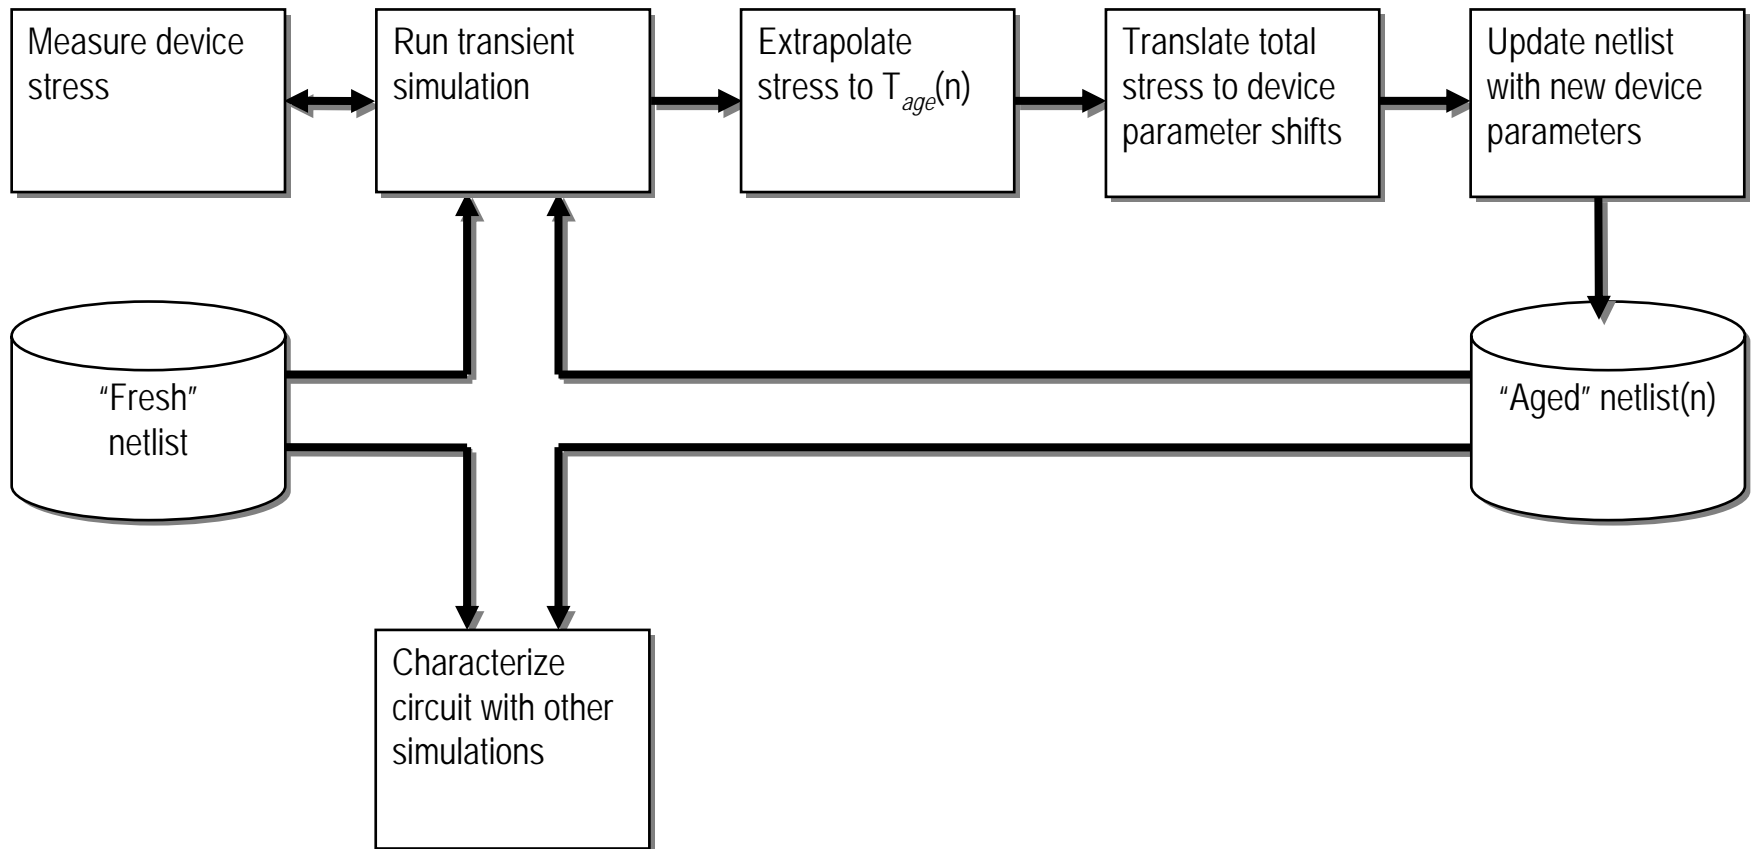 Measure device
stress
Run transient
simulation
Extrapolate
stress to Tage(n)
Translate total
stress to device
parameter shifts
Update netlist
with new device
parameters
“Fresh”
netlist
“Aged” netlist(n)
Characterize
circuit with other
simulations